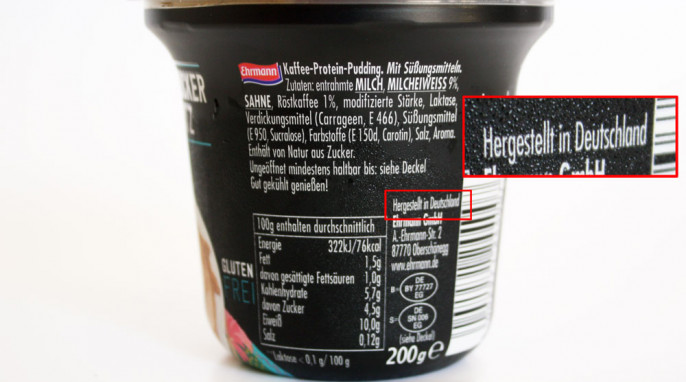 Ehrmann Kaffee-Protein-Pudding. Mit Süßungsmitteln.
Zutaten: entrahmte MILCH, MILCHEIWEISS 9%,
SAHNE, Röstkaffee 1%, modifizierte Stärke, Laktase,
Verdickungsmittel (Carrageen, E 466), Süßungsmittel
(E 950, Sucralose), Farbstoffe (E 150d, Carotin), Salz, Aroma.
Enthält von Natur aus Zucker.
Ungeöffnet mindestens haltbar bis: siehe Deckel
Gut gekühlt genießen!
Hergestellt in Deutschland
Ehrmann GmbH
A.-Ehrmann-Str. 2
87770 Oberschönegg
www.ehrmann.de
B=
DE
BY 77727
EG
S=
DE
SN 006
EG
(siehe Deckel)
200g e
100g enthalten durchschnittlich
Energie 322kJ/76kcal
Fett 1,5g
davon gesättigte Fettsäuren 1,0g
Kohlenhydrate 5,7g
davon Zucker 4,5g
Eiweiß 10,0g
Salz 0,12g
Laktose < 0,1 g/ 100 g
GLUTEN
FREI
Hergestellt in Deutschland